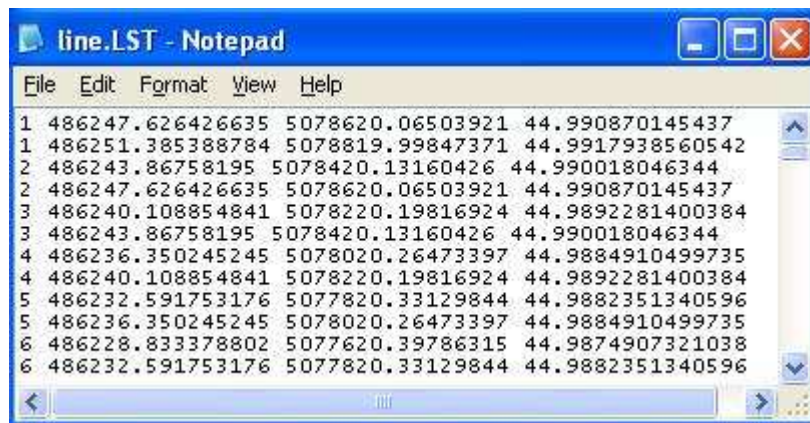 line.LST - Notepad
File Edit Format View Help
1 486247.626426635 5078620.06503921 44.990870145437
1 486251.385388784 5078819.99847371 44.9917938560542
2 486243.86758195 5078420.13160426 44.990018046344
2 486247.626426635 5078620.06503921 44.990870145437
3 486240.108854841 5078220.19816924 44.9892281400384
3 486243.86758195 5078420.13160426 44.990018046344
4 486236.350245245 5078020.26473397 44.9884910499735
4 486240.108854841 5078220.19816924 44.9892281400384
5 486232.591753176 5077820.33129844 44.9882351340596
5 486236.350245245 5078020.26473397 44.9884910499735
6 486228.833378802 5077620.39786315 44.9874907321038
6 486232.591753176 5077820.33129844 44.9882351340596